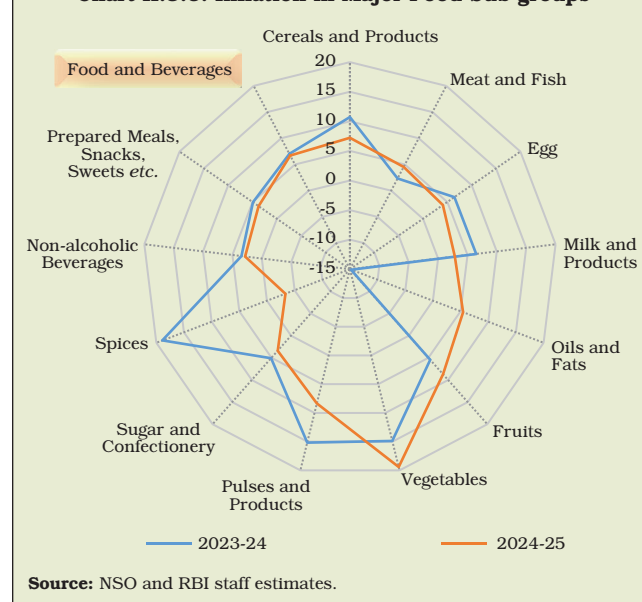 Cereals and Products
20
Food and Beverages
Meat and Fish
15
10
Prepared Meals,
Snacks,
Sweets etc.
Egg
5
0
-5
Non-alcoholic
Beverages
Milk and
Products
-10
-15
Spices
Oils and
Fats
Sugar and
Confectionery
Fruits
Pulses and
Products
Vegetables
2023-24
2024-25
Source: NSO and RBI staff estimates.